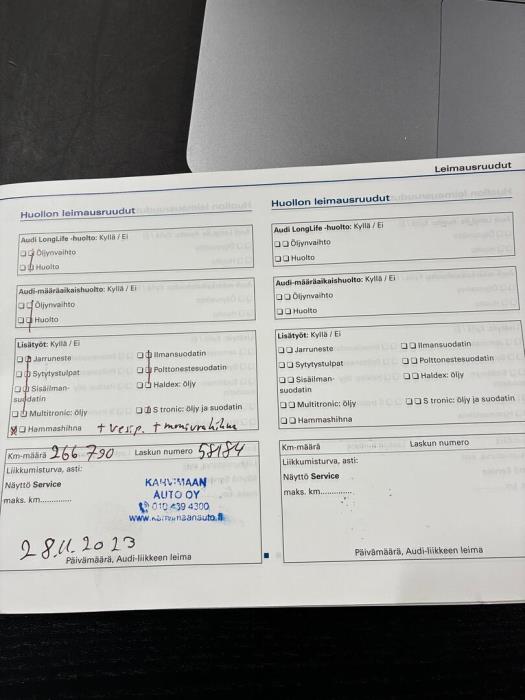 Leimausruudut
Huollon leimausruudut
Audi LongLife -huolto: Kyllä / Ei
Öljynvaihto
Huolto
Audi-määräaikaishuolto: Kyllä / Ei
Öljynvaihto
Huolto
Lisätyöt: Kyllä / Ei
Jarruneste
Sytytystulpat
Sisäilman-
suodatin
Multitronic: öljy
Hammashihna
Ilmansuodatin
Polttonestesuodatin
Haldex: öljy
S tronic: öljy ja suodatin
+ vesip. + moniurahihna
Km-määrä 266 790
Laskun numero 58184
Liikkumisturva, asti:
Näyttö Service
maks. km..............
AUTO OY
010 439 4300
28.11.2023
Päivämäärä, Audi-liikkeen leima
Huollon leimausruudut
Audi LongLife -huolto: Kyllä / Ei
Öljynvaihto
Huolto
Audi-määräaikaishuolto: Kyllä / Ei
Öljynvaihto
Huolto
Lisätyöt: Kyllä / Ei
Jarruneste
Sytytystulpat
Sisäilman-
suodatin
Multitronic: öljy
Hammashihna
Ilmansuodatin
Polttonestesuodatin
Haldex: öljy
S tronic: öljy ja suodatin
Km-määrä
Laskun numero
Liikkumisturva, asti:
Näyttö Service
maks. km..............
Päivämäärä, Audi-liikkeen leima